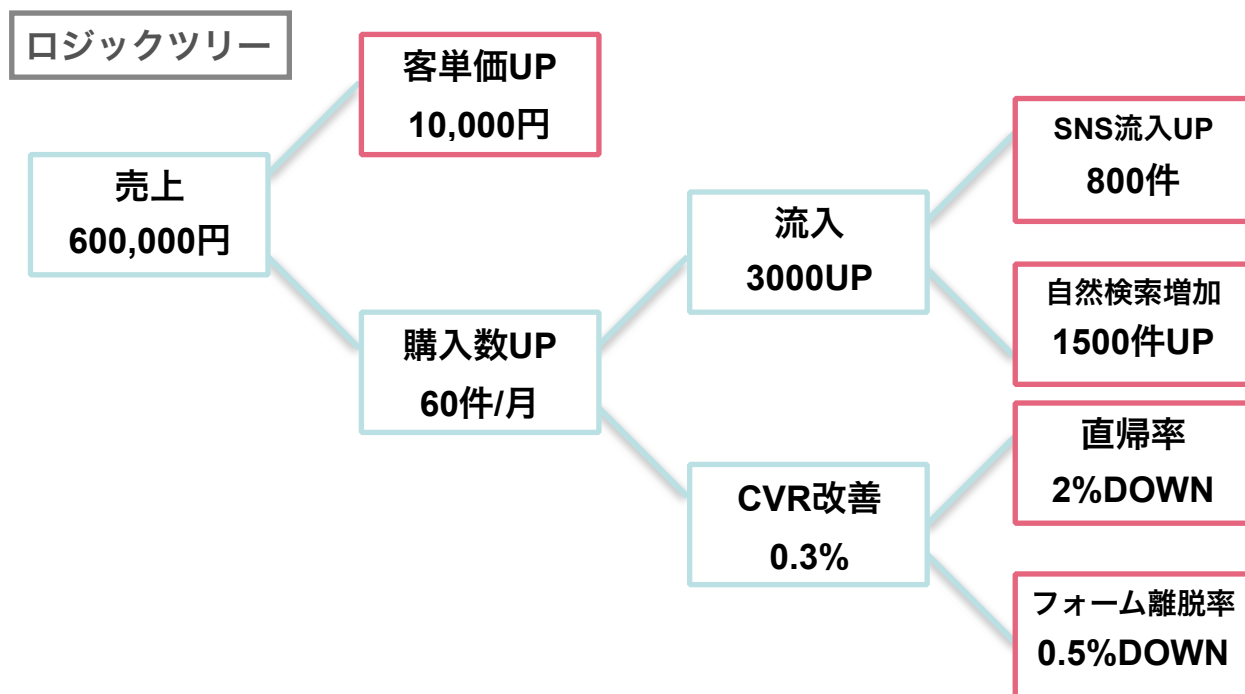 ロジックツリー
売上
600,000円
客単価UP
10,000円
購入数UP
60件/月
流入
3000UP
CVR改善
0.3%
SNS流入UP
800件
自然検索増加
1500件UP
直帰率
2%DOWN
フォーム離脱率
0.5%DOWN